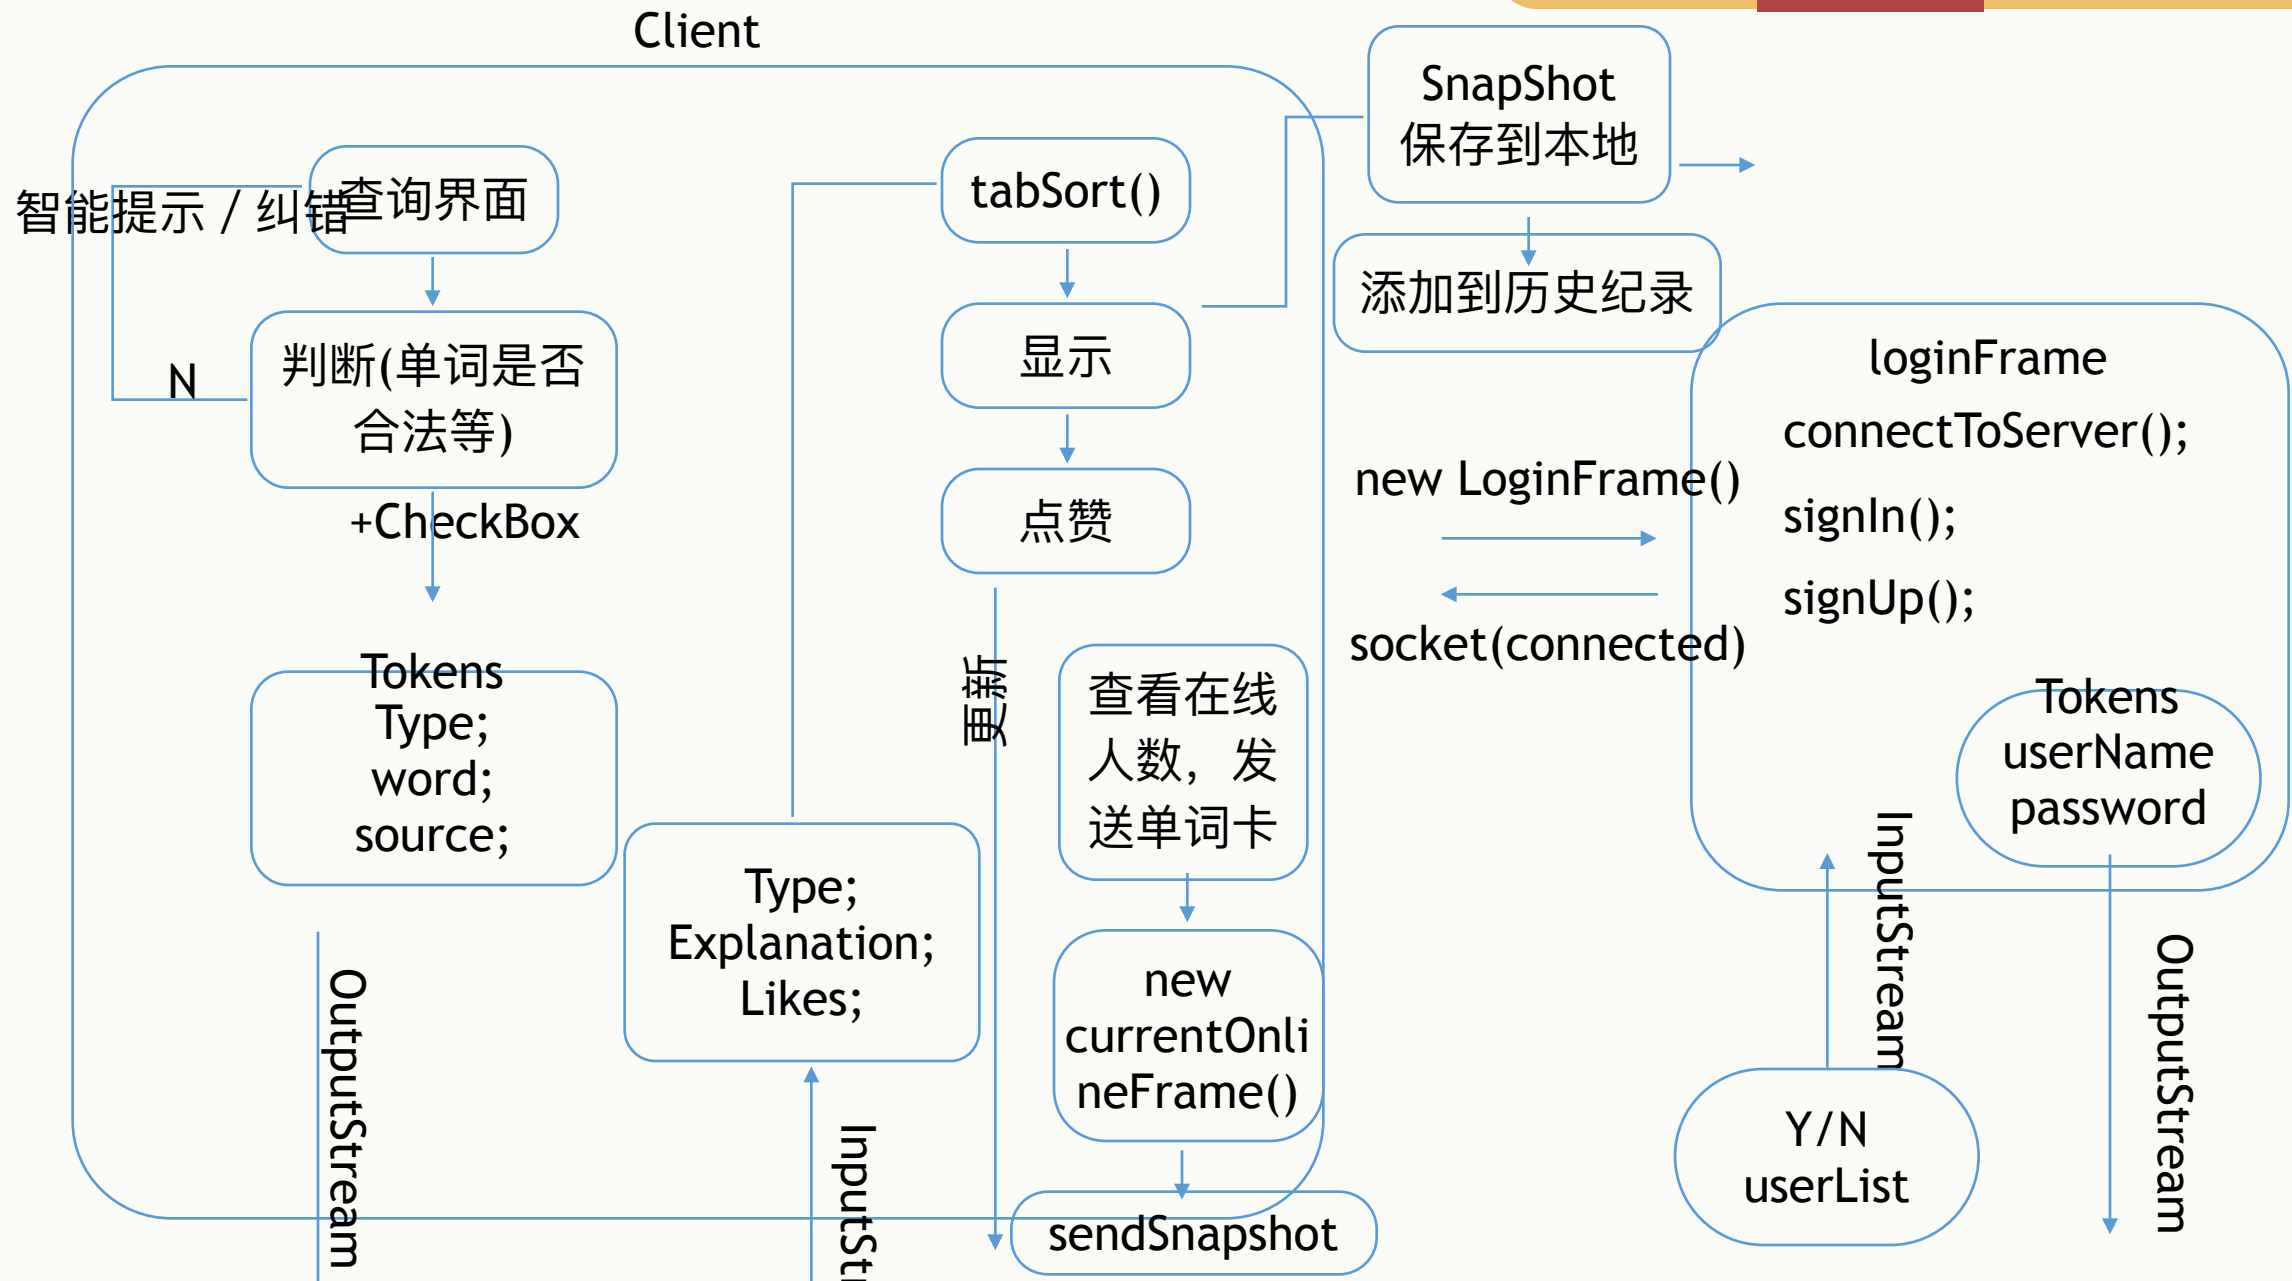 Client
SnapShot
保存到本地
智能提示／纠错
查询界面
tabSort()
添加到历史纪录
判断(单词是否
合法等)
N
显示
loginFrame
connectToServer();
signIn();
signUp();
+CheckBox
点赞
new LoginFrame()
socket(connected)
Tokens
Type;
word;
source;
更新
查看在线
人数，发
送单词卡
Tokens
userName
password
Type;
Explanation;
Likes;
InputStream
OutputStream
OutputStream
new
currentOnli
neFrame()
InputStr
Y/N
userList
sendSnapshot